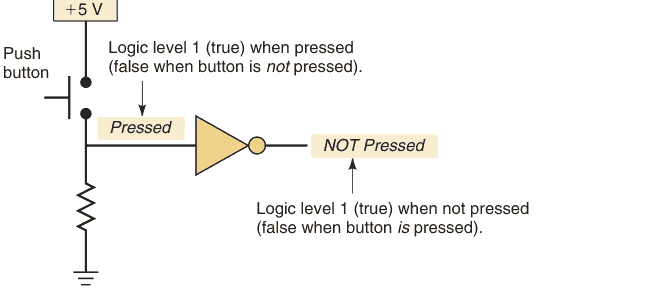 +5 V
Push
button
Logic level 1 (true) when pressed
(false when button is not pressed).
Pressed
NOT Pressed
Logic level 1 (true) when not pressed
(false when button is pressed).